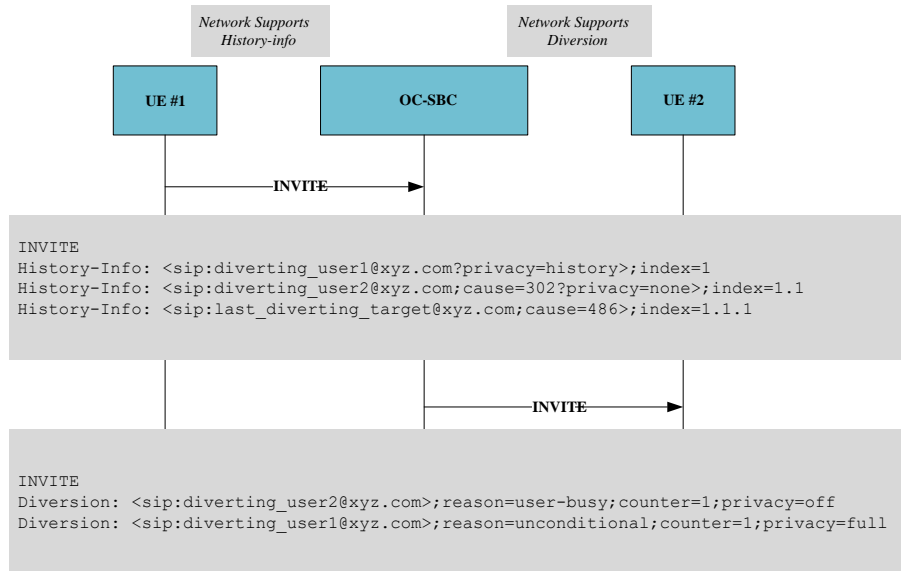 Network Supports
History-info
Network Supports
Diversion
UE #1
OC-SBC
UE #2
INVITE
INVITE
History-Info: <sip:diverting_user1@xyz.com?privacy=history>;index=1
History-Info: <sip:diverting_user2@xyz.com;cause=302?privacy=none>;index=1.1
History-Info: <sip:last_diverting_target@xyz.com;cause=486>;index=1.1.1
INVITE
INVITE
Diversion: <sip:diverting_user2@xyz.com>;reason=user-busy;counter=1;privacy=off
Diversion: <sip:diverting_user1@xyz.com>;reason=unconditional;counter=1;privacy=full